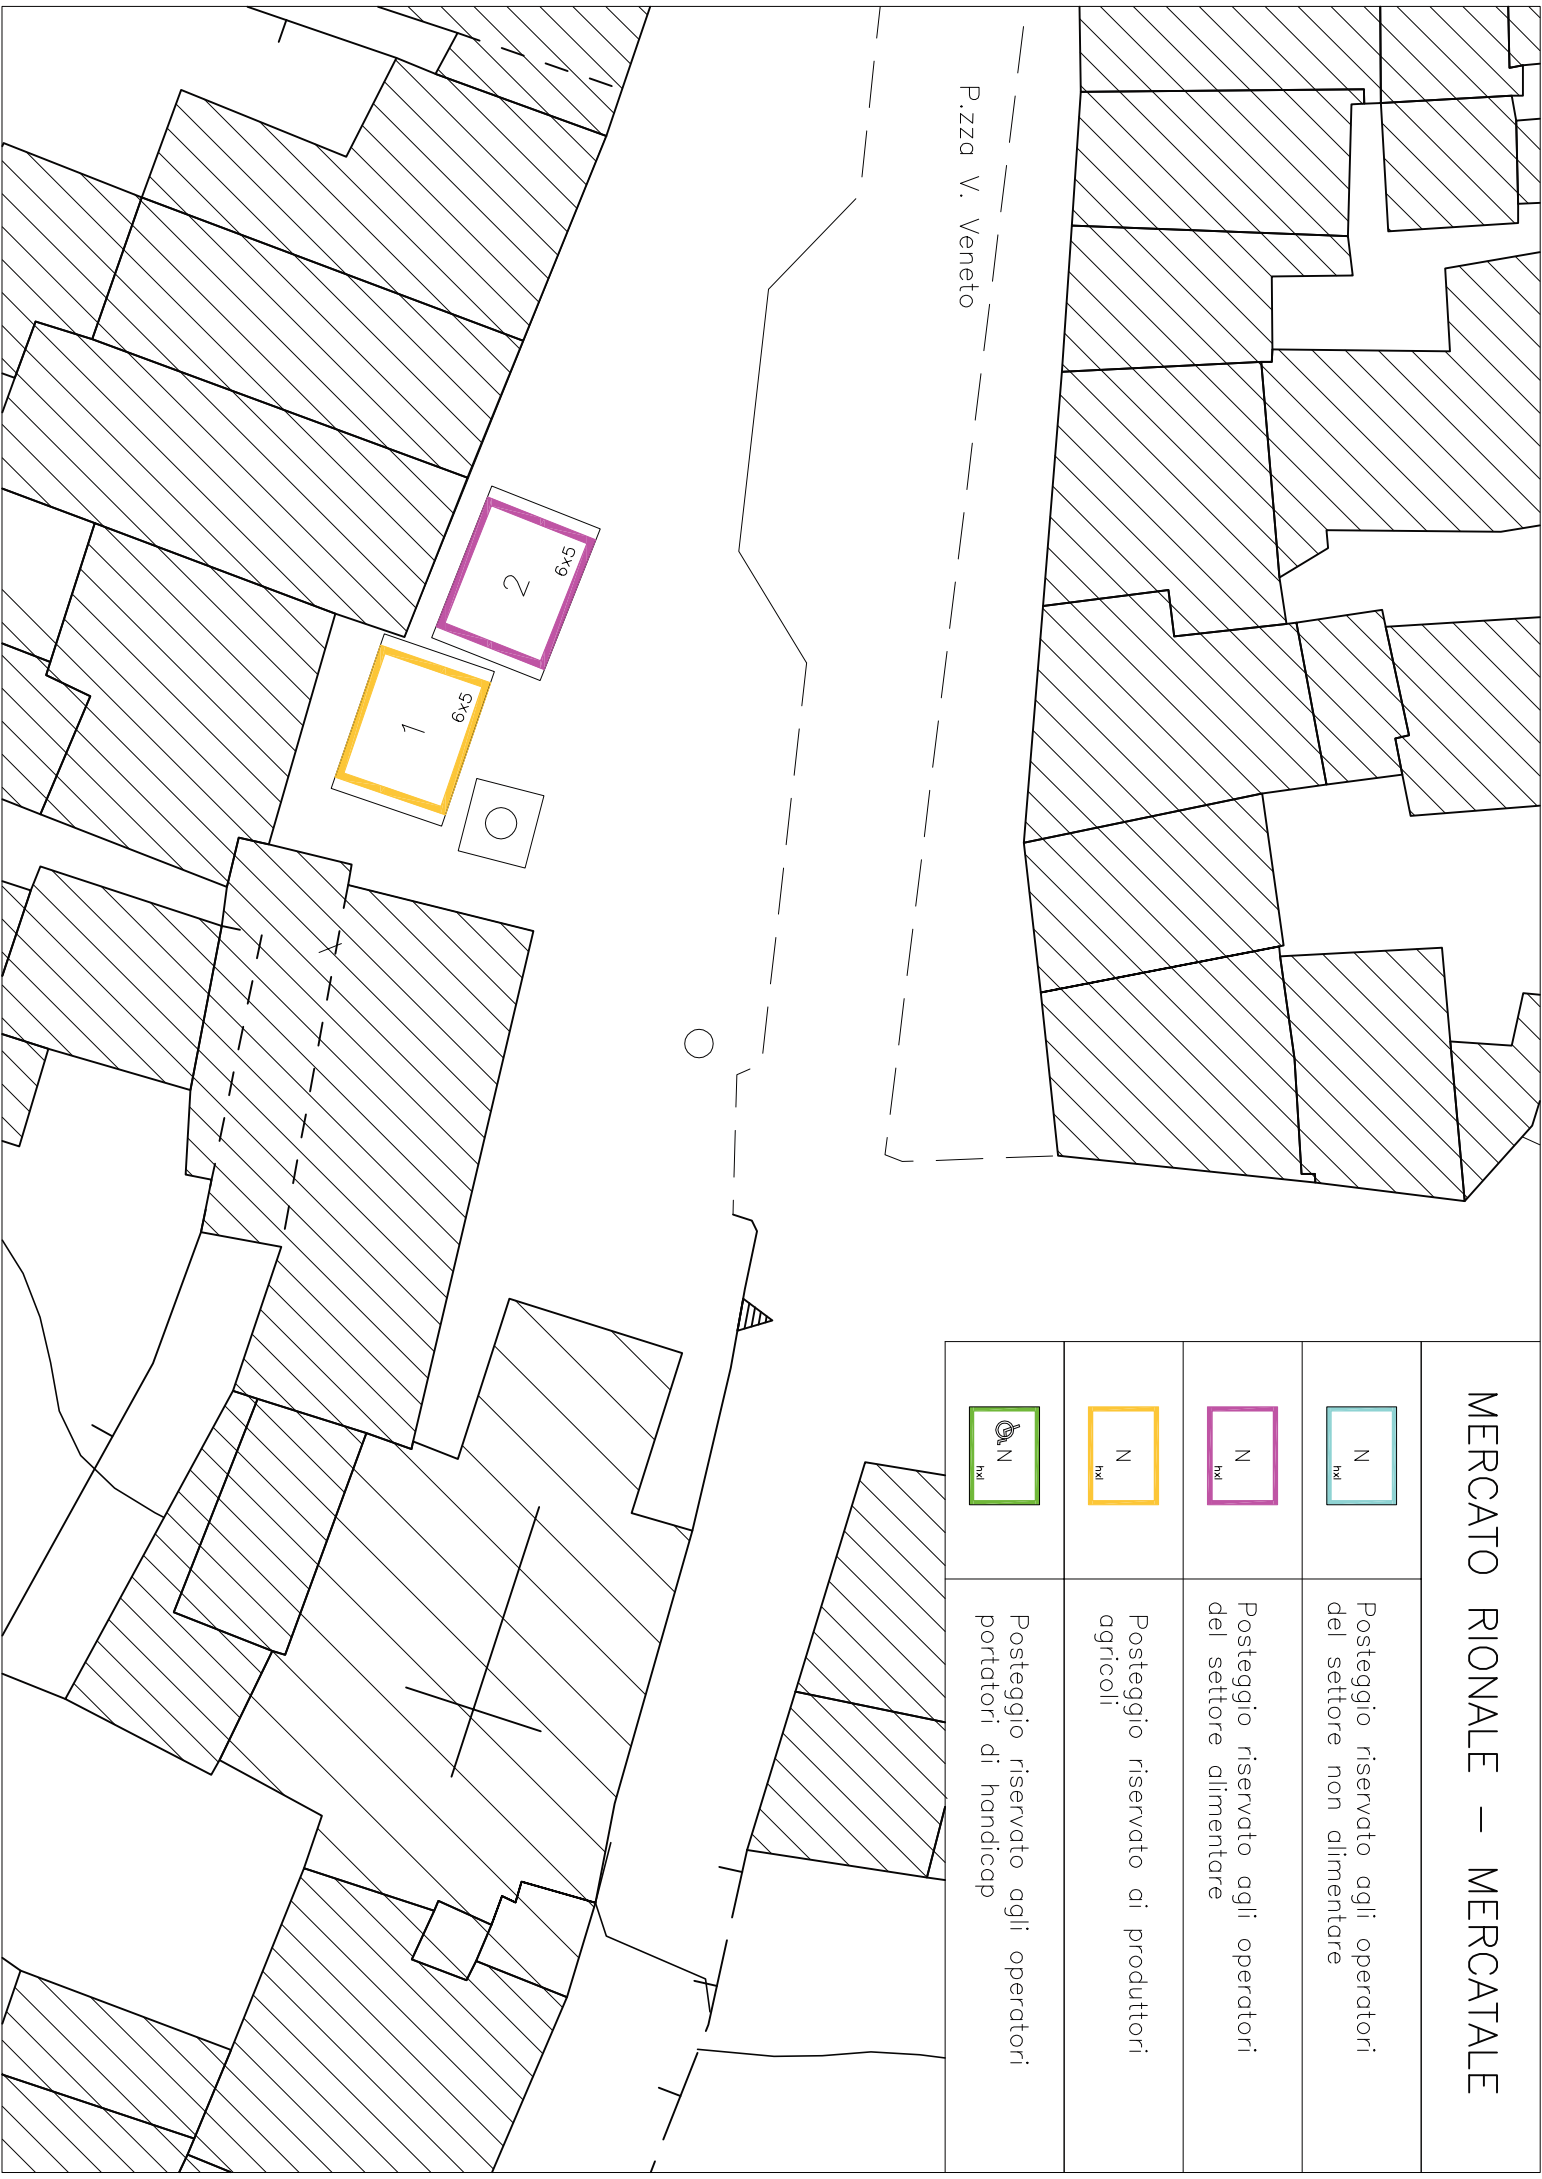 MERCATO RIONALE – MERCATALE
N
hxl
Posteggio riservato agli operatori
del settore non alimentare
N
hxl
Posteggio riservato agli operatori
del settore alimentare
N
hxl
Posteggio riservato ai produttori
agricoli
N
hxl
Posteggio riservato agli operatori
portatori di handicap
P.zza V. Veneto
6x5
2
6x5
1